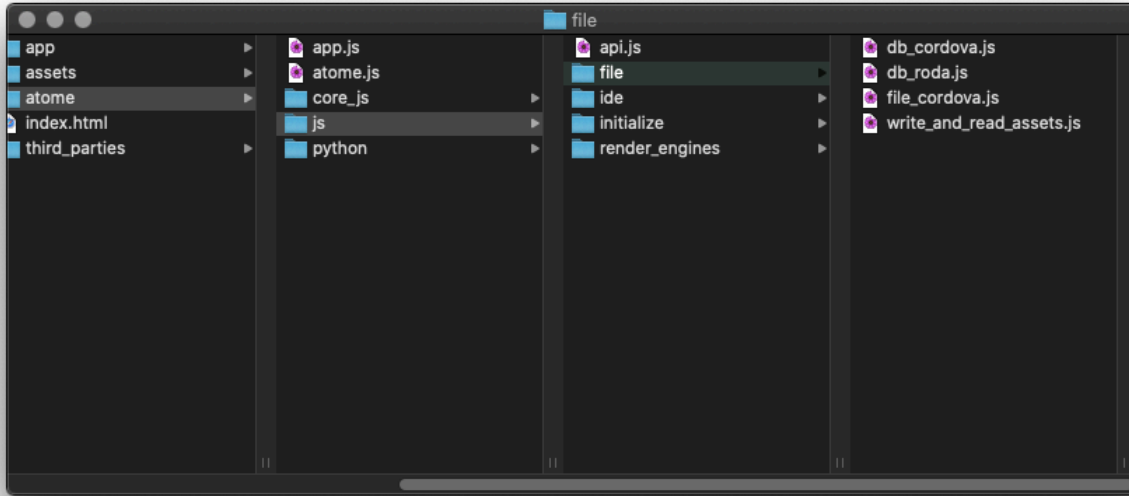 file
app
assets
atome
index.html
third_parties
app.js
atome.js
core_js
js
python
api.js
file
ide
initialize
render_engines
db_cordova.js
db_roda.js
file_cordova.js
write_and_read_assets.js